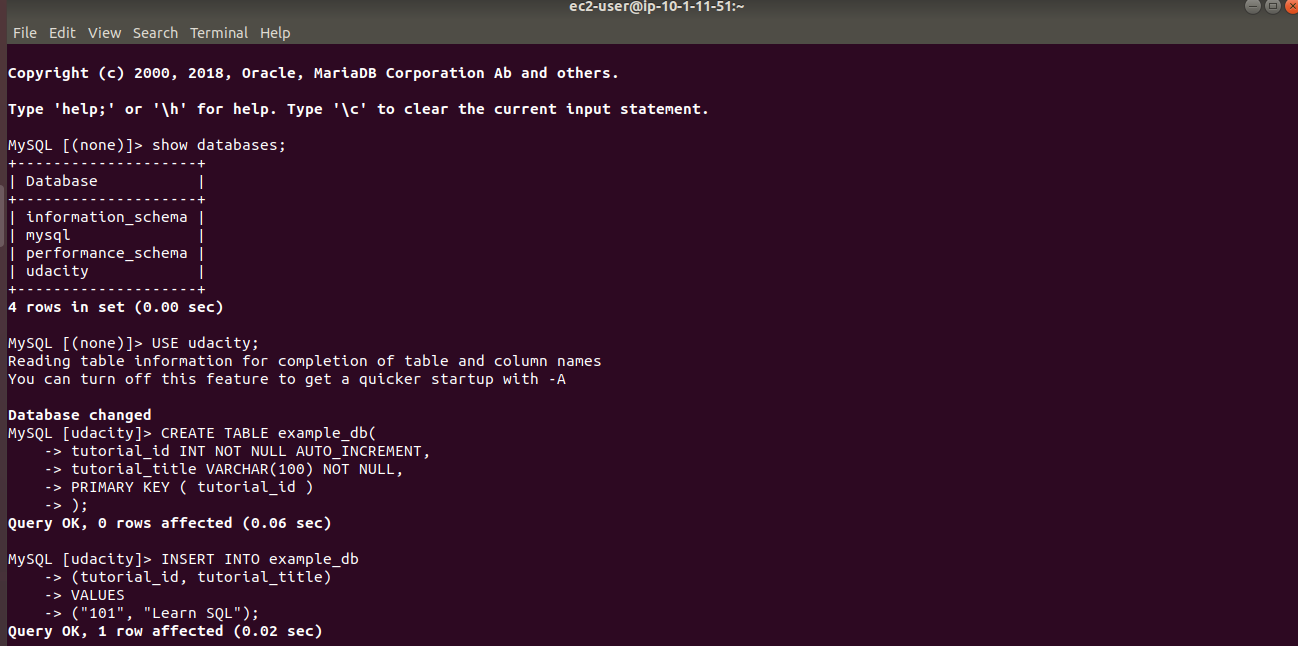 ec2-user@ip-10-1-11-51:~
File Edit View Search Terminal Help
Copyright (c) 2000, 2018, Oracle, MariaDB Corporation Ab and others.
Type 'help;' or '\h' for help. Type '\c' to clear the current input statement.
MySQL [(none)]> show databases;
+--------------------+
| Database           |
+--------------------+
| information_schema |
| mysql              |
| performance_schema |
| udacity            |
+--------------------+
4 rows in set (0.00 sec)
MySQL [(none)]> USE udacity;
Reading table information for completion of table and column names
You can turn off this feature to get a quicker startup with -A
Database changed
MySQL [udacity]> CREATE TABLE example_db(
    -> tutorial_id INT NOT NULL AUTO_INCREMENT,
    -> tutorial_title VARCHAR(100) NOT NULL,
    -> PRIMARY KEY ( tutorial_id )
    -> );
Query OK, 0 rows affected (0.06 sec)
MySQL [udacity]> INSERT INTO example_db
    -> (tutorial_id, tutorial_title)
    -> VALUES
    -> ("101", "Learn SQL");
Query OK, 1 row affected (0.02 sec)